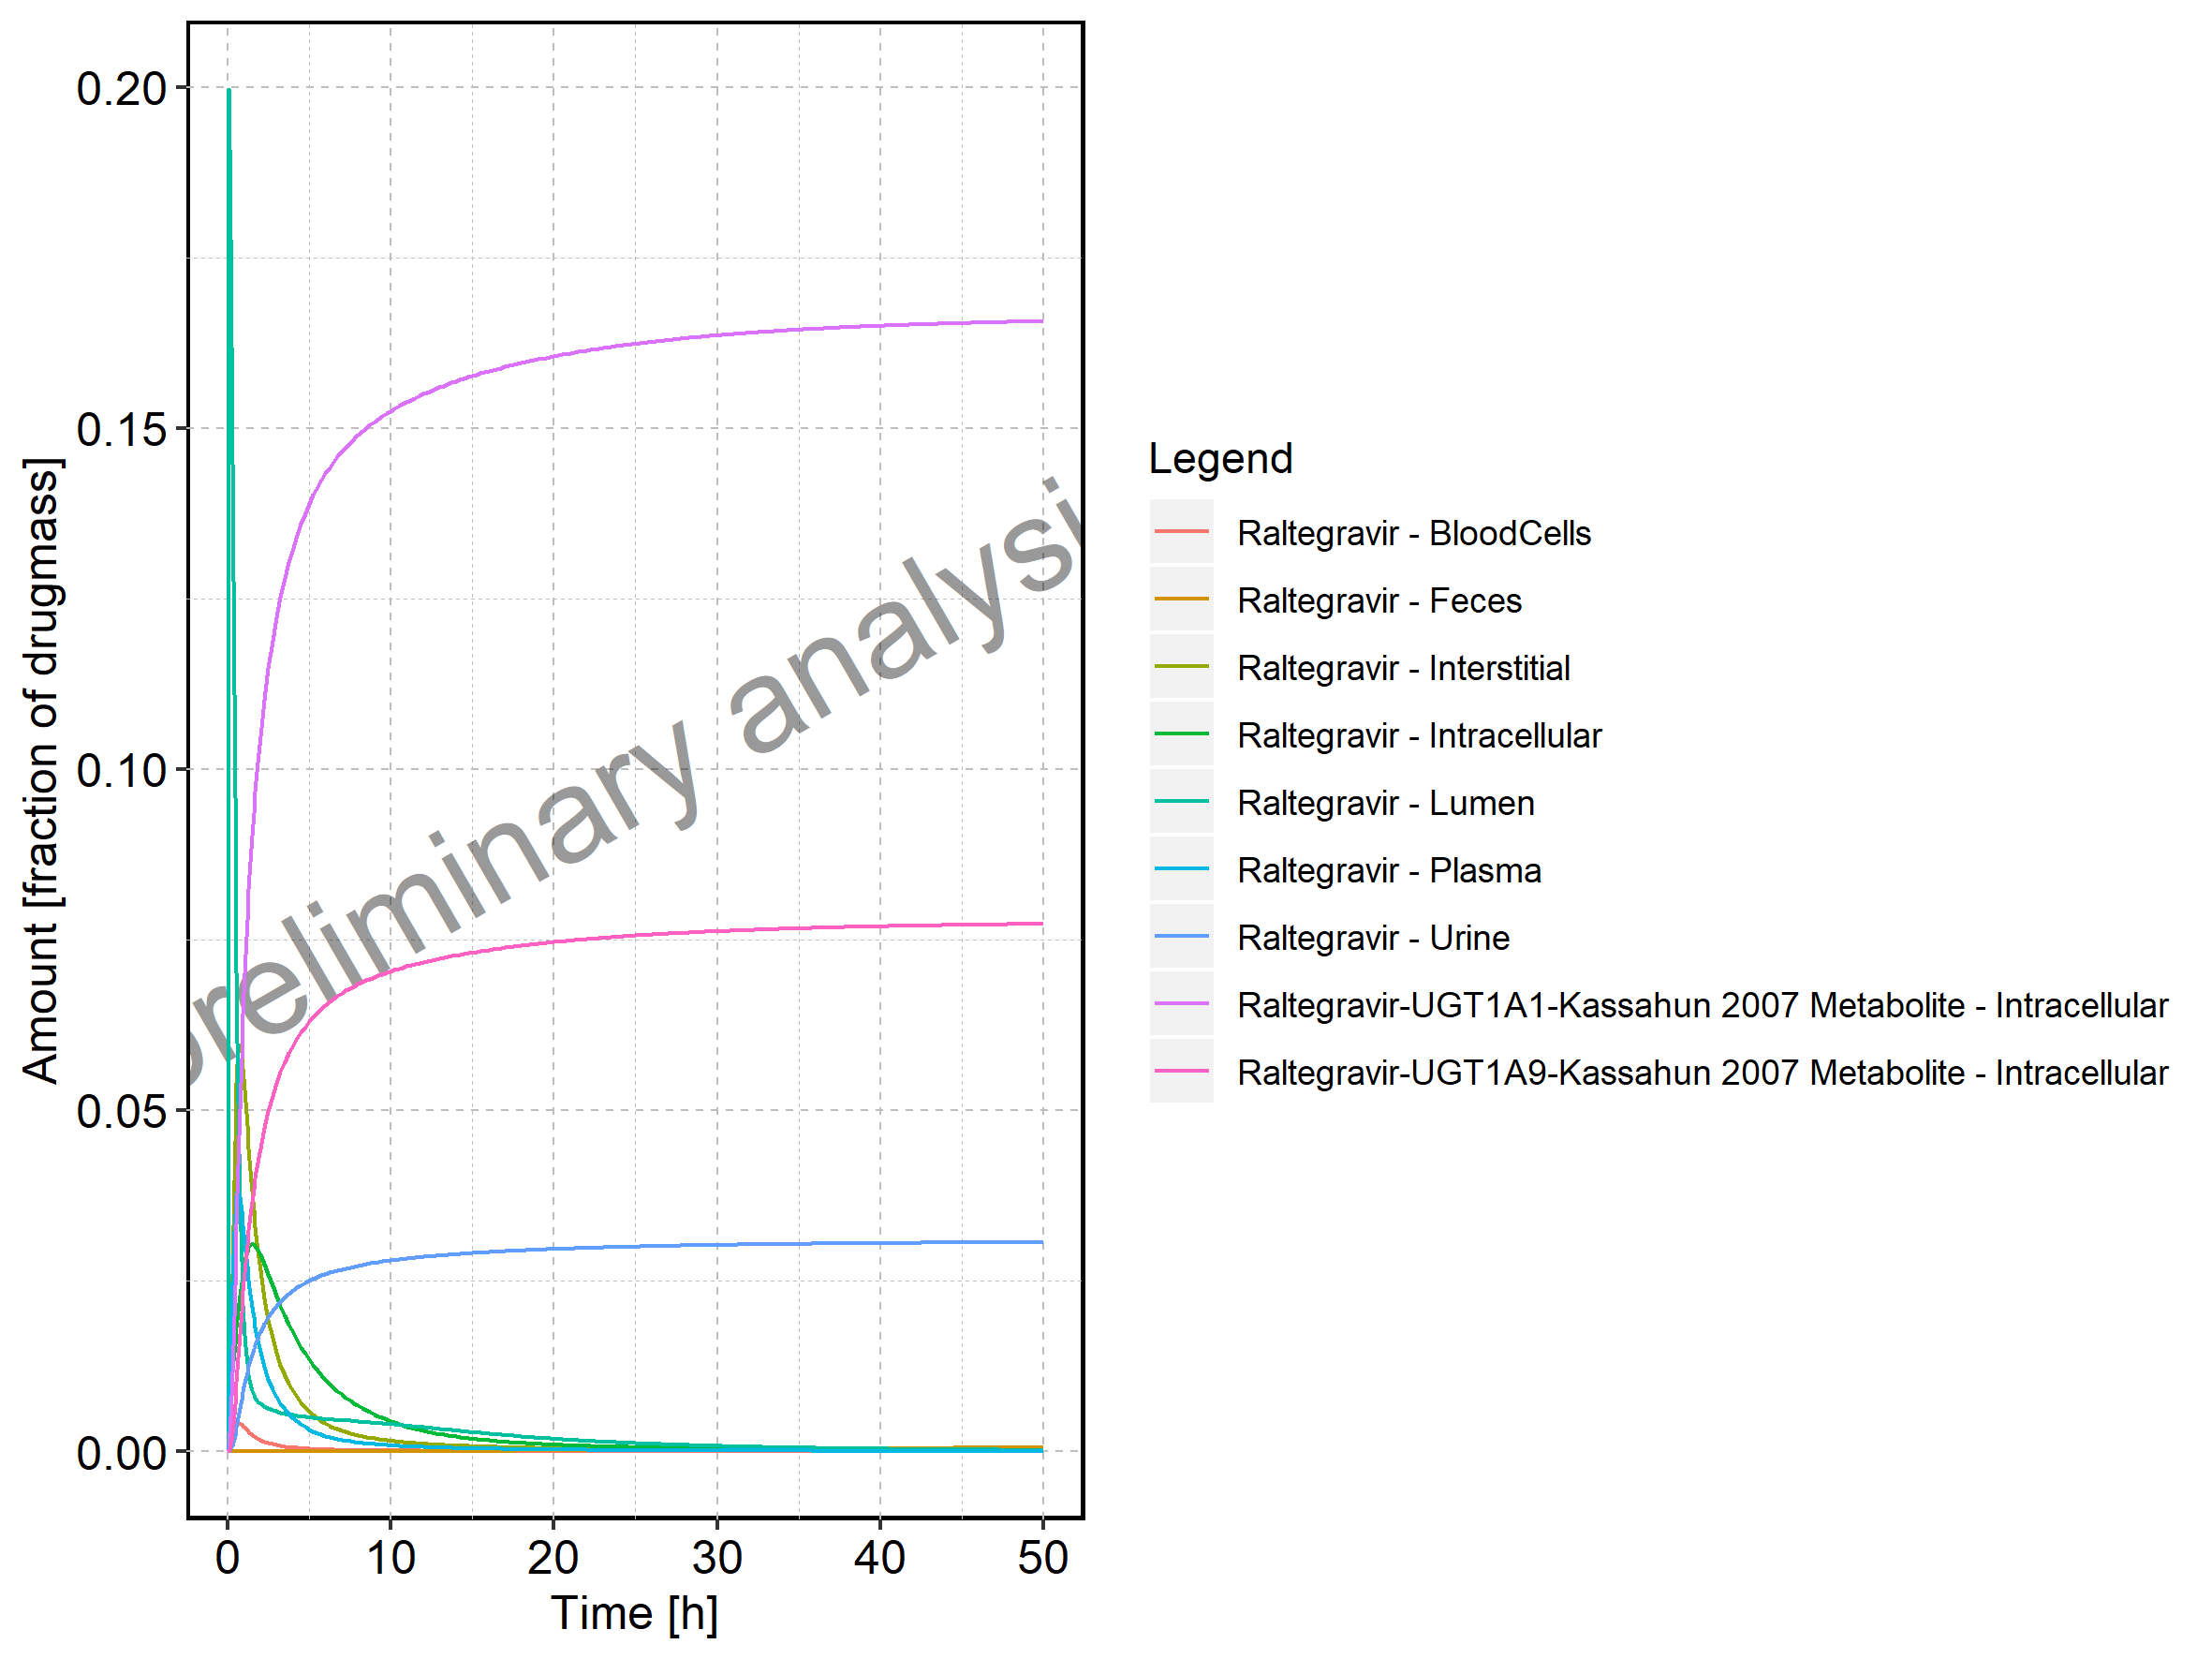 0.20
0.15
0.10
0.05
0.00
Amount [fraction of drugmass]
preliminary analysi
0 10 20 30 40 50
Time [h]
Legend
Raltegravir - BloodCells
Raltegravir - Feces
Raltegravir - Interstitial
Raltegravir - Intracellular
Raltegravir - Lumen
Raltegravir - Plasma
Raltegravir - Urine
Raltegravir-UGT1A1-Kassahun 2007 Metabolite - Intracellular
Raltegravir-UGT1A9-Kassahun 2007 Metabolite - Intracellular